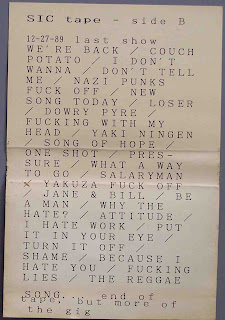 SIC tape - side B
12-27-89 last show
WE'RE BACK / COUCH
POTATO / I DON'T
WANNA / DON'T TELL
ME / NAZI PUNKS
FUCK OFF / NEW
SONG TODAY / LOSER
/ DOWRY PYRE /
FUCKING WITH MY
HEAD / YAKI NINGEN
/ SONG OF HOPE /
ONE SHOT / PRES-
SURE / WHAT A WAY
TO GO / SALARYMAN
/ YAKUZA FUCK OFF
/ JANE & BILL / BE
A MAN / WHY THE
HATE? / ATTITUDE /
I HATE WORK / PUT
IT IN YOUR EYE /
TURN IT OFF /
SHAME / BECAUSE I
HATE YOU / FUCKING
LIES / THE REGGAE
SONG... end of
tape, but more of
the gig